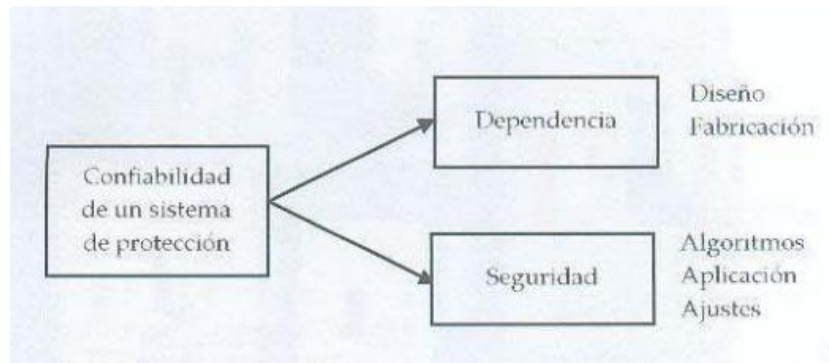 Confiabilidad
de un sistema
de protección
Dependencia
Diseño
Fabricación
Seguridad
Algoritmos
Aplicación
Ajustes